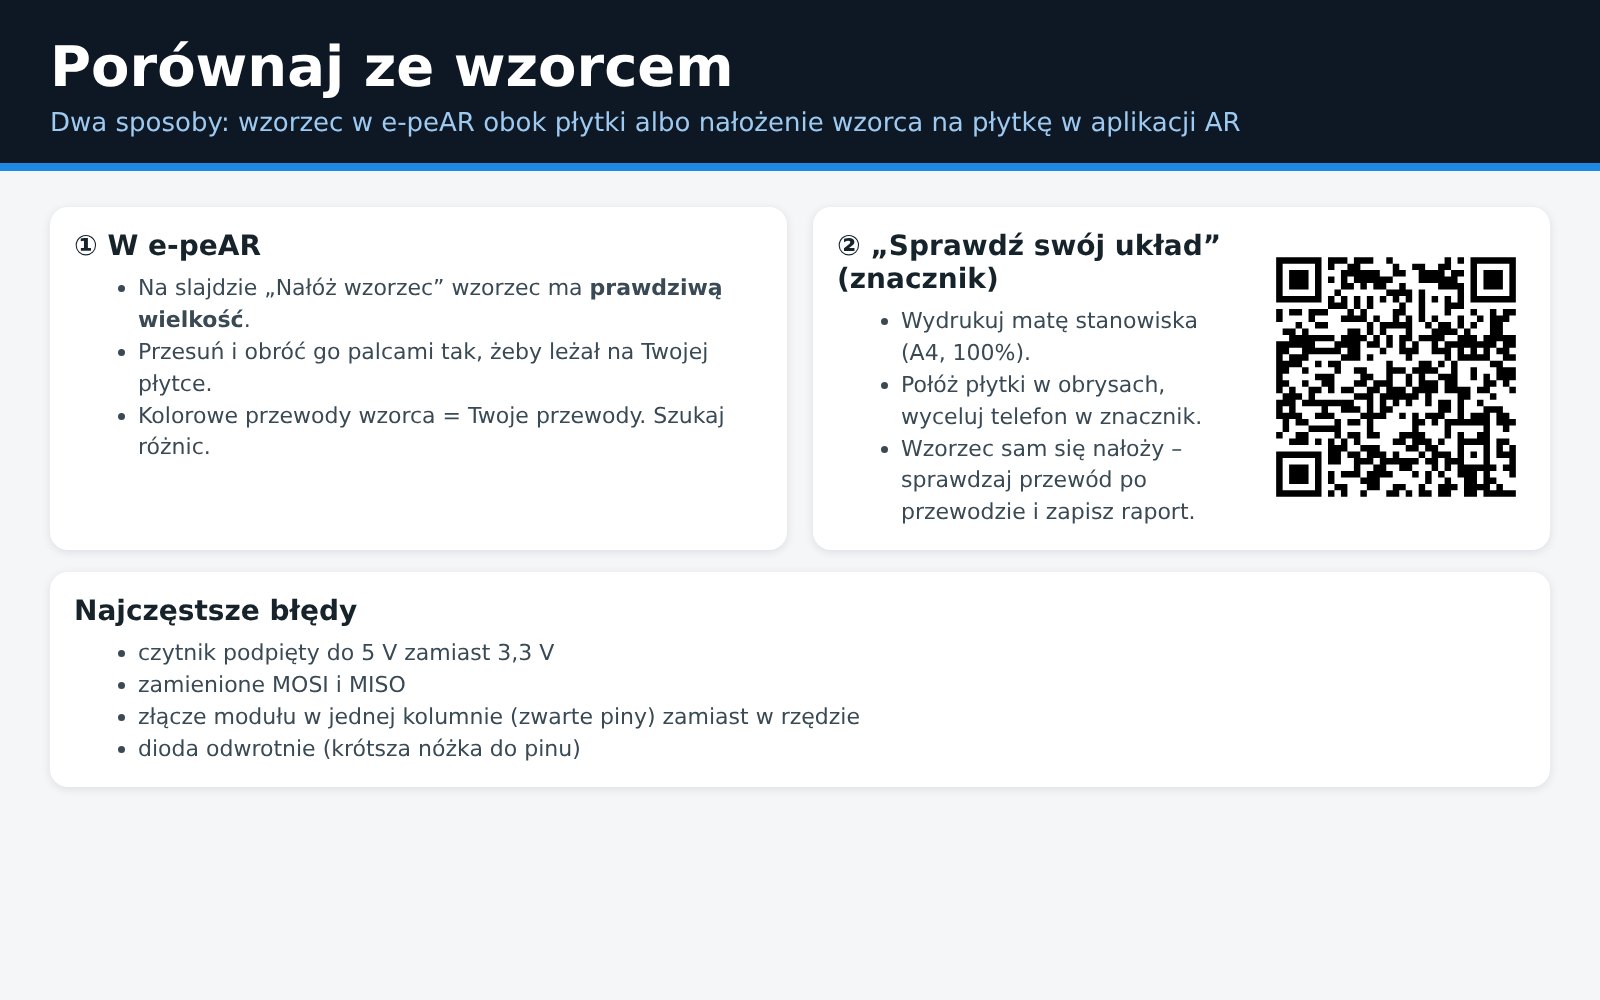 Porównaj ze wzorcem
Dwa sposoby: wzorzec w e-peAR obok płytki albo nałożenie wzorca na płytkę w aplikacji AR
① W e-peAR
• Na slajdzie „Nałóż wzorzec” wzorzec ma prawdziwą
wielkość.
• Przesuń i obróć go palcami tak, żeby leżał na Twojej
płytce.
• Kolorowe przewody wzorca = Twoje przewody. Szukaj
różnic.
② „Sprawdź swój układ”
(znacznik)
• Wydrukuj matę stanowiska
(A4, 100%).
• Połóż płytki w obrysach,
wyceluj telefon w znacznik.
• Wzorzec sam się nałoży –
sprawdzaj przewód po
przewodzie i zapisz raport.
Najczęstsze błędy
• czytnik podpięty do 5 V zamiast 3,3 V
• zamienione MOSI i MISO
• złącze modułu w jednej kolumnie (zwarte piny) zamiast w rzędzie
• dioda odwrotnie (krótsza nóżka do pinu)